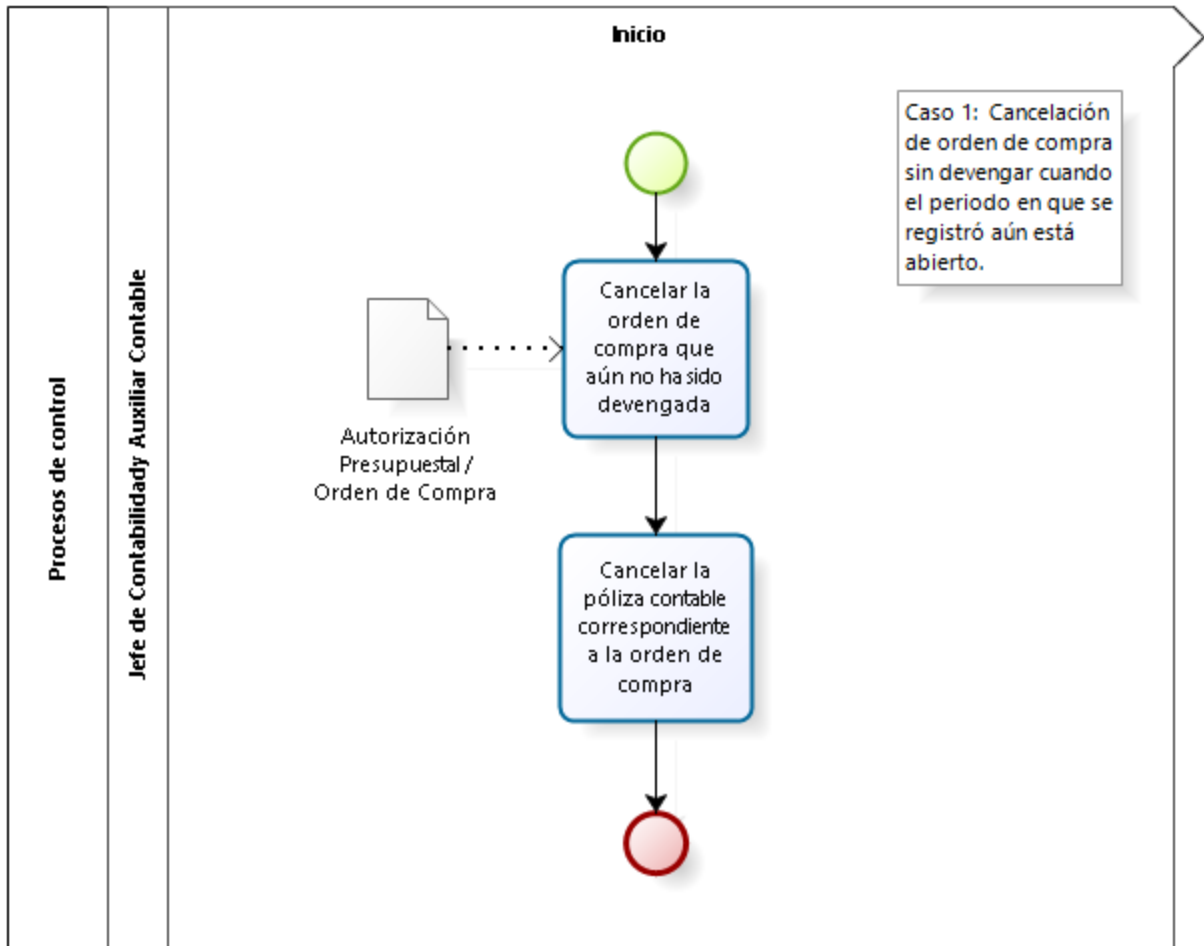 Inicio
Procesos de control
Jefe de Contabilidady Auxiliar Contable
Caso 1:  Cancelación
de orden de compra
sin devengar cuando
el periodo en que se
registró aún está
abierto.
Cancelar la
orden de
compra que
aún no ha sido
devengada
Autorización
Presupuestal /
Orden de Compra
Cancelar la
póliza contable
correspondiente
a la orden de
compra